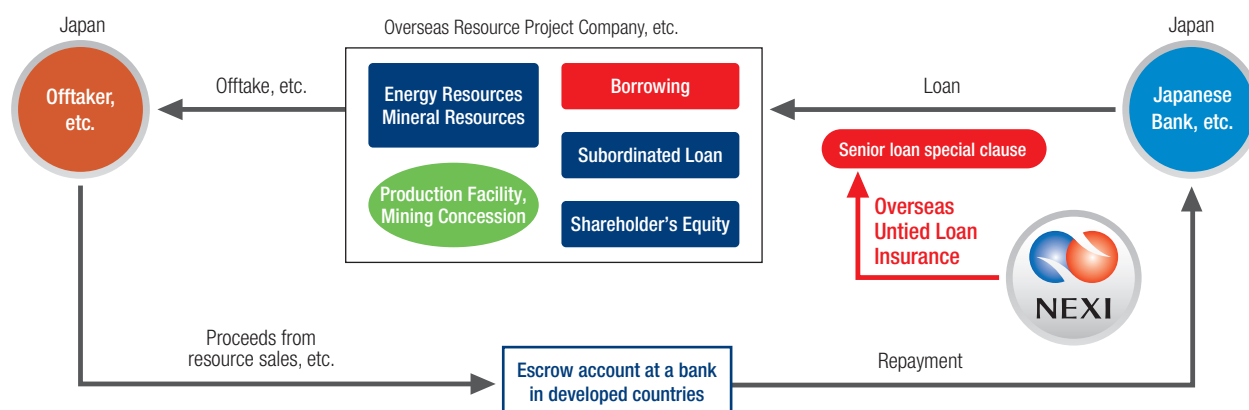 Japan
Overseas Resource Project Company, etc.
Japan
Offtaker,
etc.
Offtake, etc.
Energy Resources
Mineral Resources
Production Facility,
Mining Concession
Borrowing
Subordinated Loan
Shareholder's Equity
Loan
Japanese
Bank, etc.
Senior loan special clause
Overseas
Untied Loan
Insurance
NEXI
Proceeds from
resource sales, etc.
Escrow account at a bank
in developed countries
Repayment